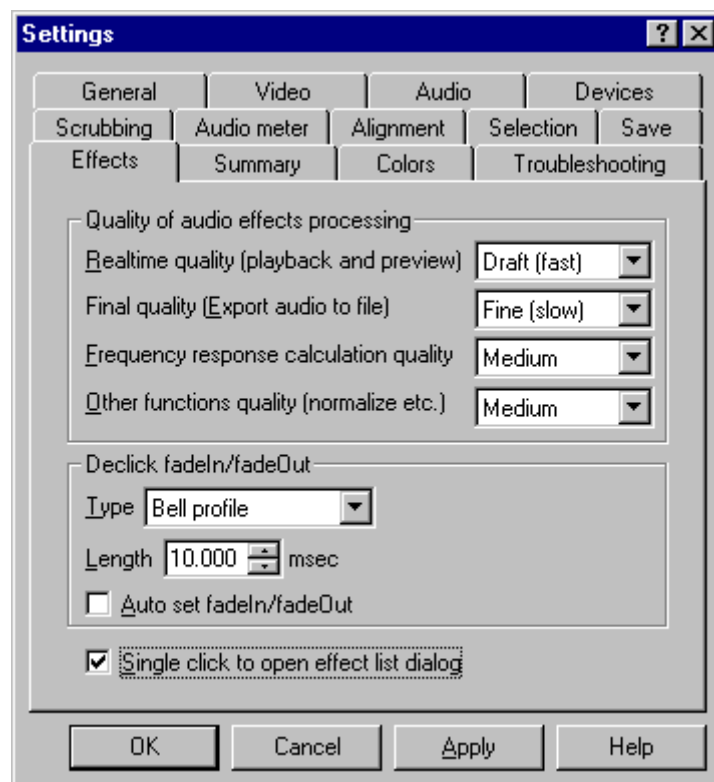 Settings
General Video Audio Devices
Scrubbing Audio meter Alignment Selection Save
Effects Summary Colors Troubleshooting
Quality of audio effects processing
Realtime quality (playback and preview) Draft (fast)
Final quality (Export audio to file) Fine (slow)
Frequency response calculation quality Medium
Other functions quality (normalize etc.) Medium
Declick fadeIn/fadeOut
Type Bell profile
Length 10.000 msec
Auto set fadeIn/fadeOut
Single click to open effect list dialog
OK Cancel Apply Help